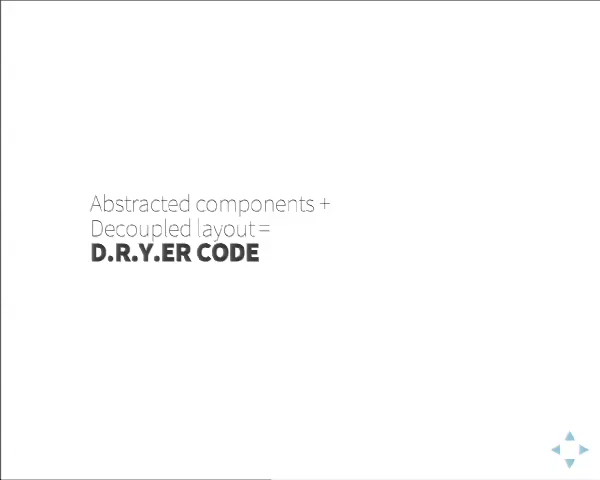 Abstracted components +
Decoupled layout =
D.R.Y.ER CODE